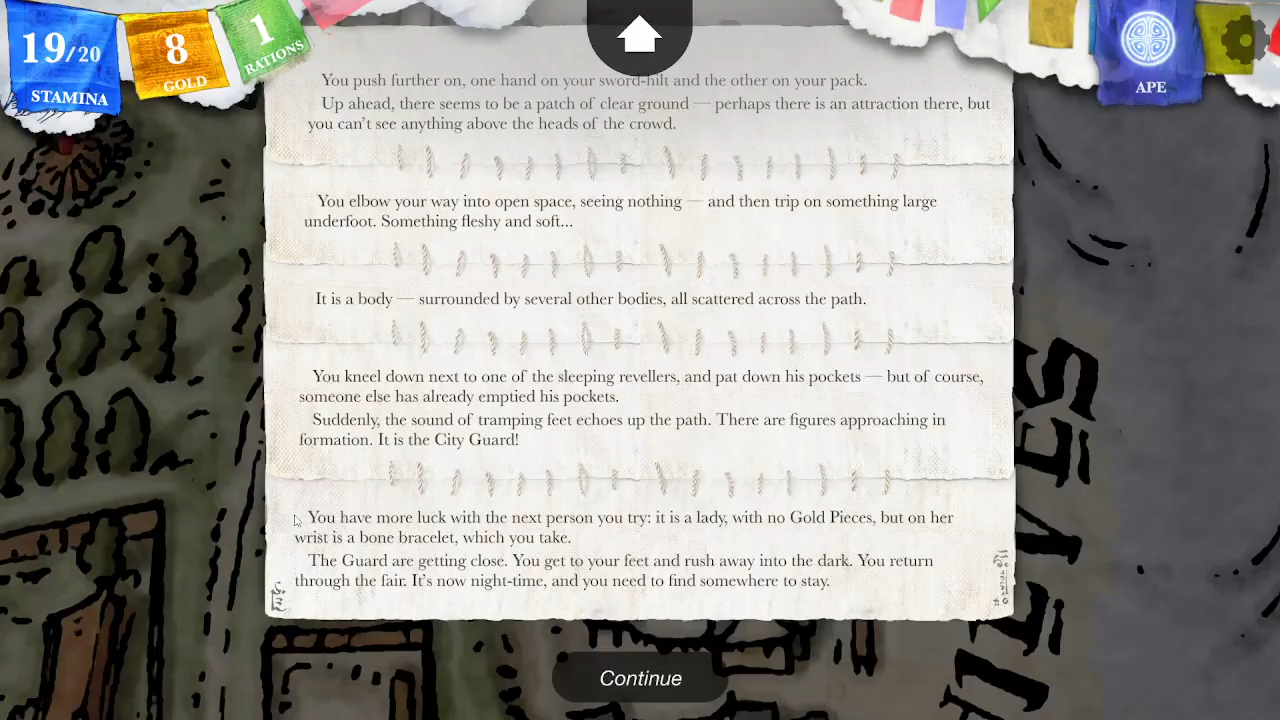 19/20
STAMINA
8
GOLD
1
RATIONS
APE
You push further on, one hand on your sword-hilt and the other on your pack.
Up ahead, there seems to be a patch of clear ground — perhaps there is an attraction there, but
you can't see anything above the heads of the crowd.
You elbow your way into open space, seeing nothing — and then trip on something large
underfoot. Something fleshy and soft...
It is a body — surrounded by several other bodies, all scattered across the path.
You kneel down next to one of the sleeping revellers, and pat down his pockets — but of course,
someone else has already emptied his pockets.
Suddenly, the sound of tramping feet echoes up the path. There are figures approaching in
formation. It is the City Guard!
You have more luck with the next person you try: it is a lady, with no Gold Pieces, but on her
wrist is a bone bracelet, which you take.
The Guard are getting close. You get to your feet and rush away into the dark. You return
through the fair. It's now night-time, and you need to find somewhere to stay.
Continue